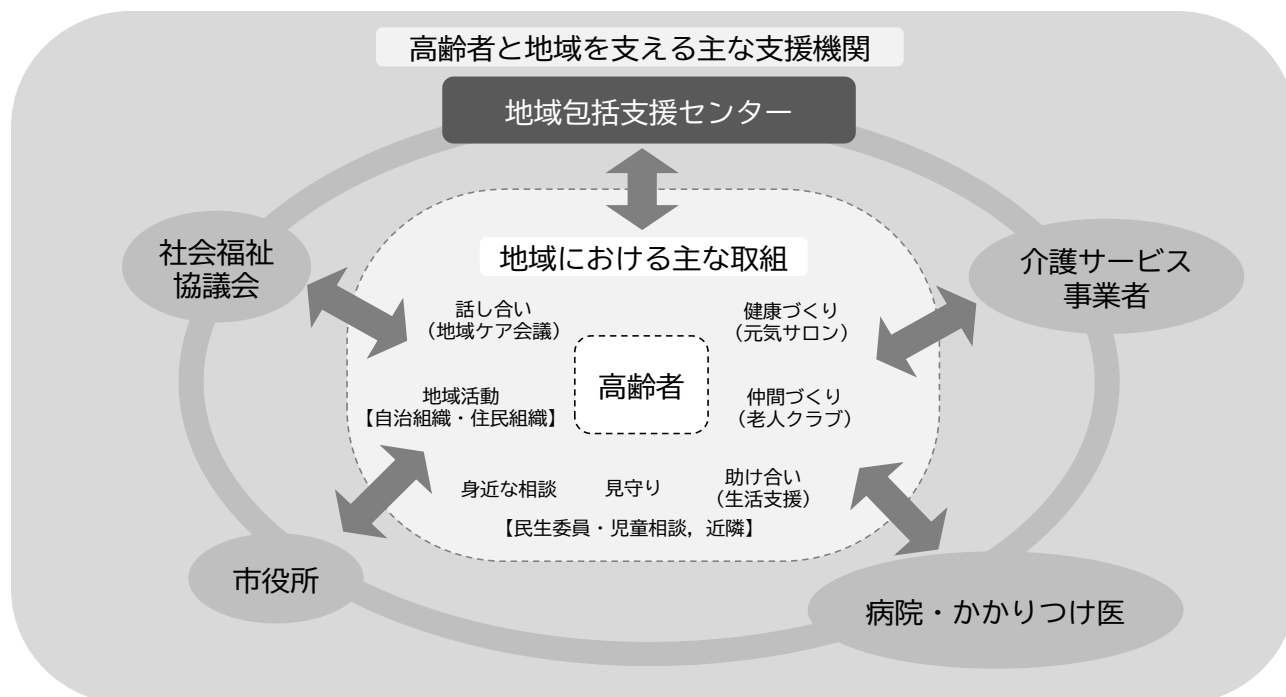 高齢者と地域を支える主な支援機関
地域包括支援センター
社会福祉
協議会
介護サービス
事業者
地域における主な取組
話し合い
（地域ケア会議）
健康づくり
（元気サロン）
高齢者
地域活動
【自治組織・住民組織】
仲間づくり
（老人クラブ）
身近な相談
見守り
助け合い
（生活支援）
【民生委員・児童相談，近隣】
市役所
病院・かかりつけ医